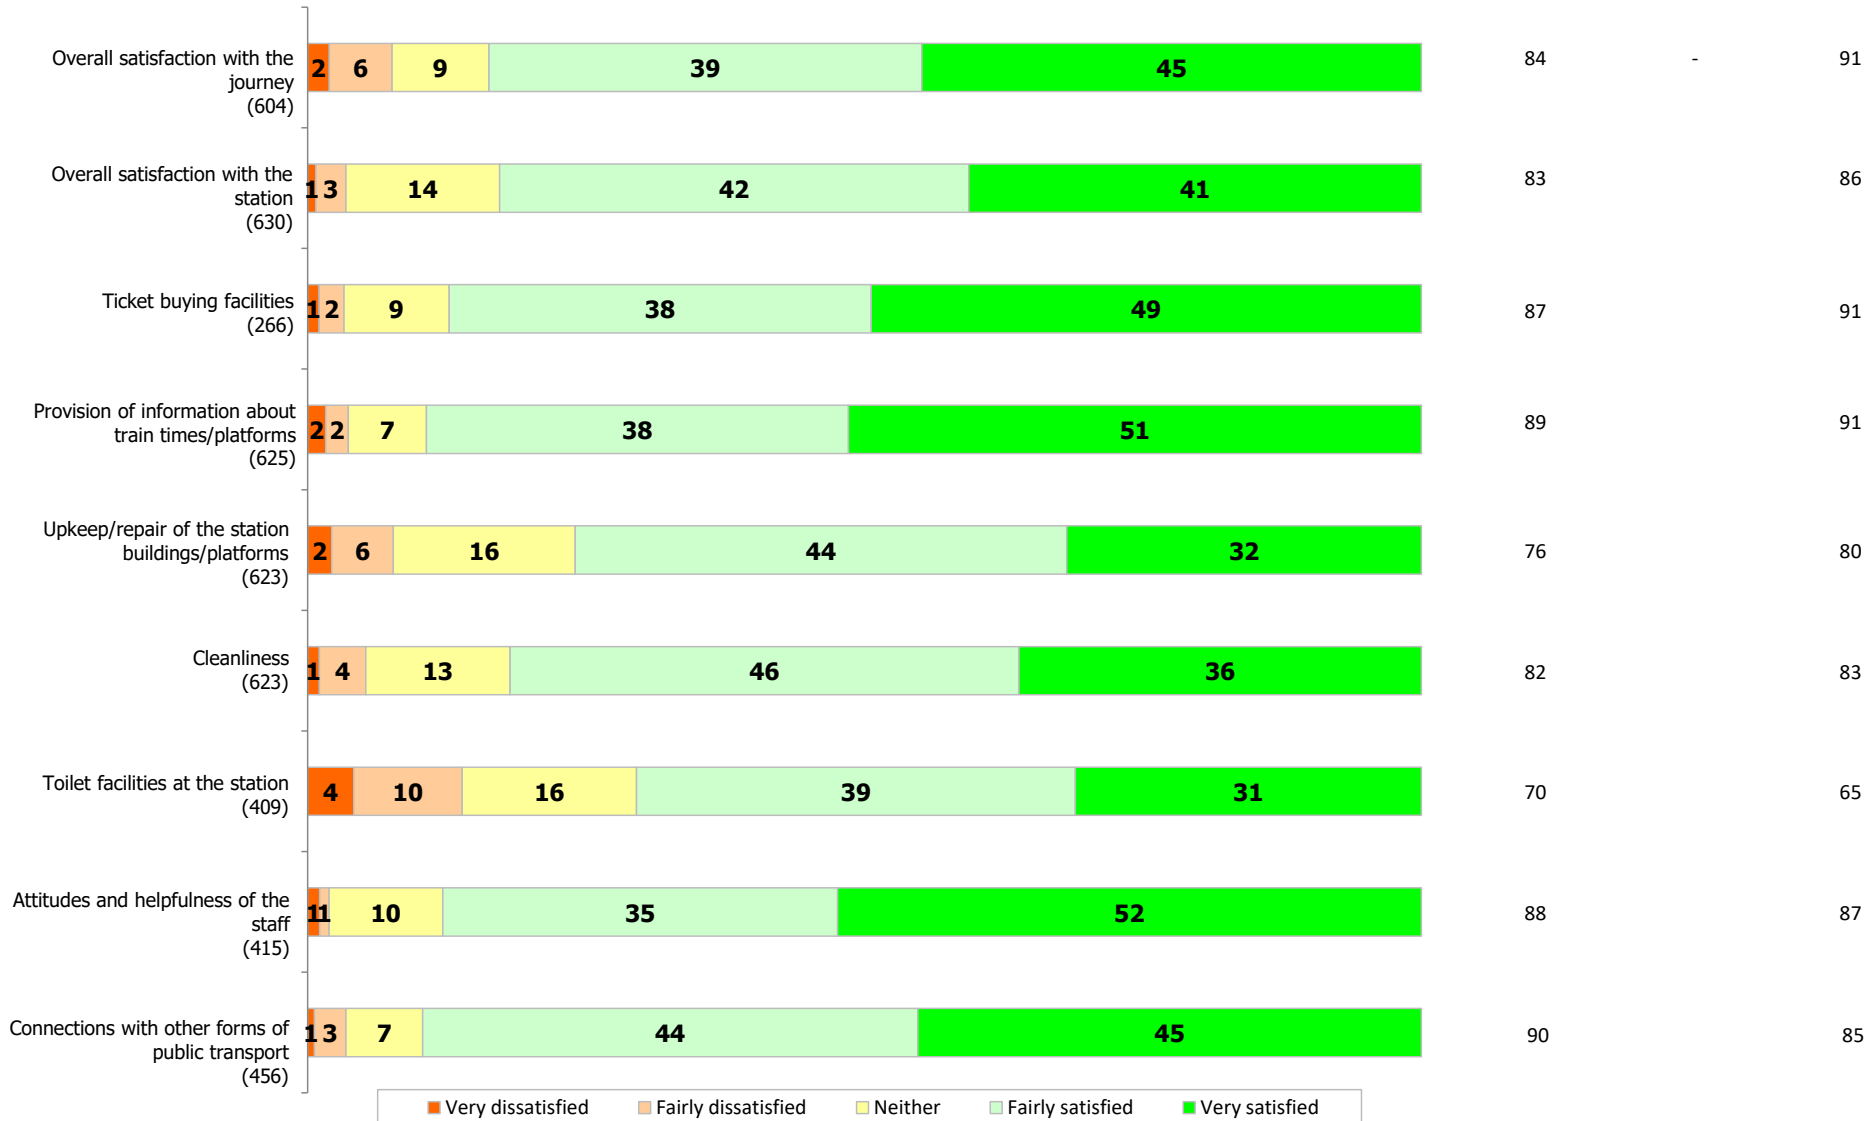 Overall satisfaction with the
journey
(604)
2 6 9 39 45 84 - 91
Overall satisfaction with the
station
(630)
1 3 14 42 41 83 86
Ticket buying facilities
(266)
1 2 9 38 49 87 91
Provision of information about
train times/platforms
(625)
2 2 7 38 51 89 91
Upkeep/repair of the station
buildings/platforms
(623)
2 6 16 44 32 76 80
Cleanliness
(623)
1 4 13 46 36 82 83
Toilet facilities at the station
(409)
4 10 16 39 31 70 65
Attitudes and helpfulness of the
staff
(415)
1 1 10 35 52 88 87
Connections with other forms of
public transport
(456)
1 3 7 44 45 90 85
Very dissatisfied Fairly dissatisfied Neither Fairly satisfied Very satisfied